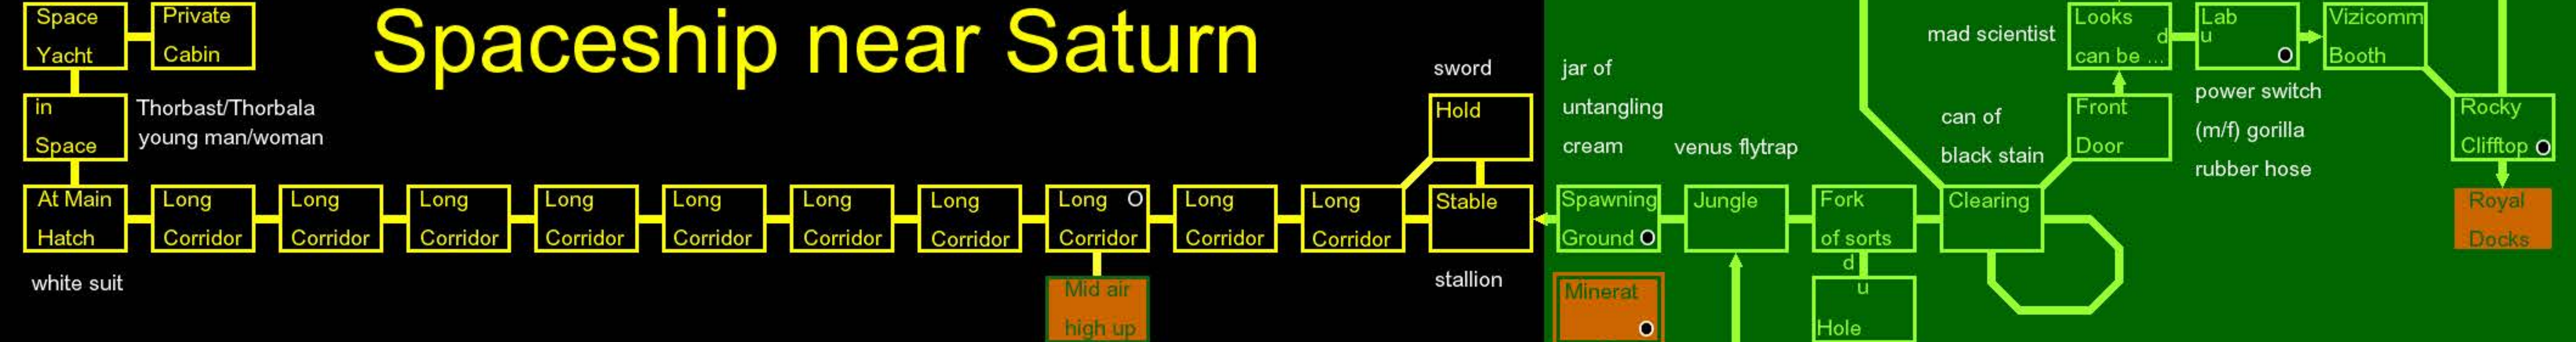 Space
Yacht
Private
Cabin
Spaceship near Saturn
in
Space
Thorbast/Thorbala
young man/woman
sword
Hold
At Main
Hatch
Long
Corridor
Long
Corridor
Long
Corridor
Long
Corridor
Long
Corridor
Long
Corridor
Long
Corridor
Long
Corridor
Long
Corridor
Long
Corridor
Stable
white suit
Mid air
high up
stallion
jar of
untangling
cream
venus flytrap
mad scientist
can of
black stain
Looks
can be ...
d
u
Lab
Vizicomm
Booth
power switch
(m/f) gorilla
rubber hose
Front
Door
Rocky
Clifftop
Royal
Docks
Spawning
Ground
Jungle
Fork
of sorts
Clearing
d
u
Hole
Minerat